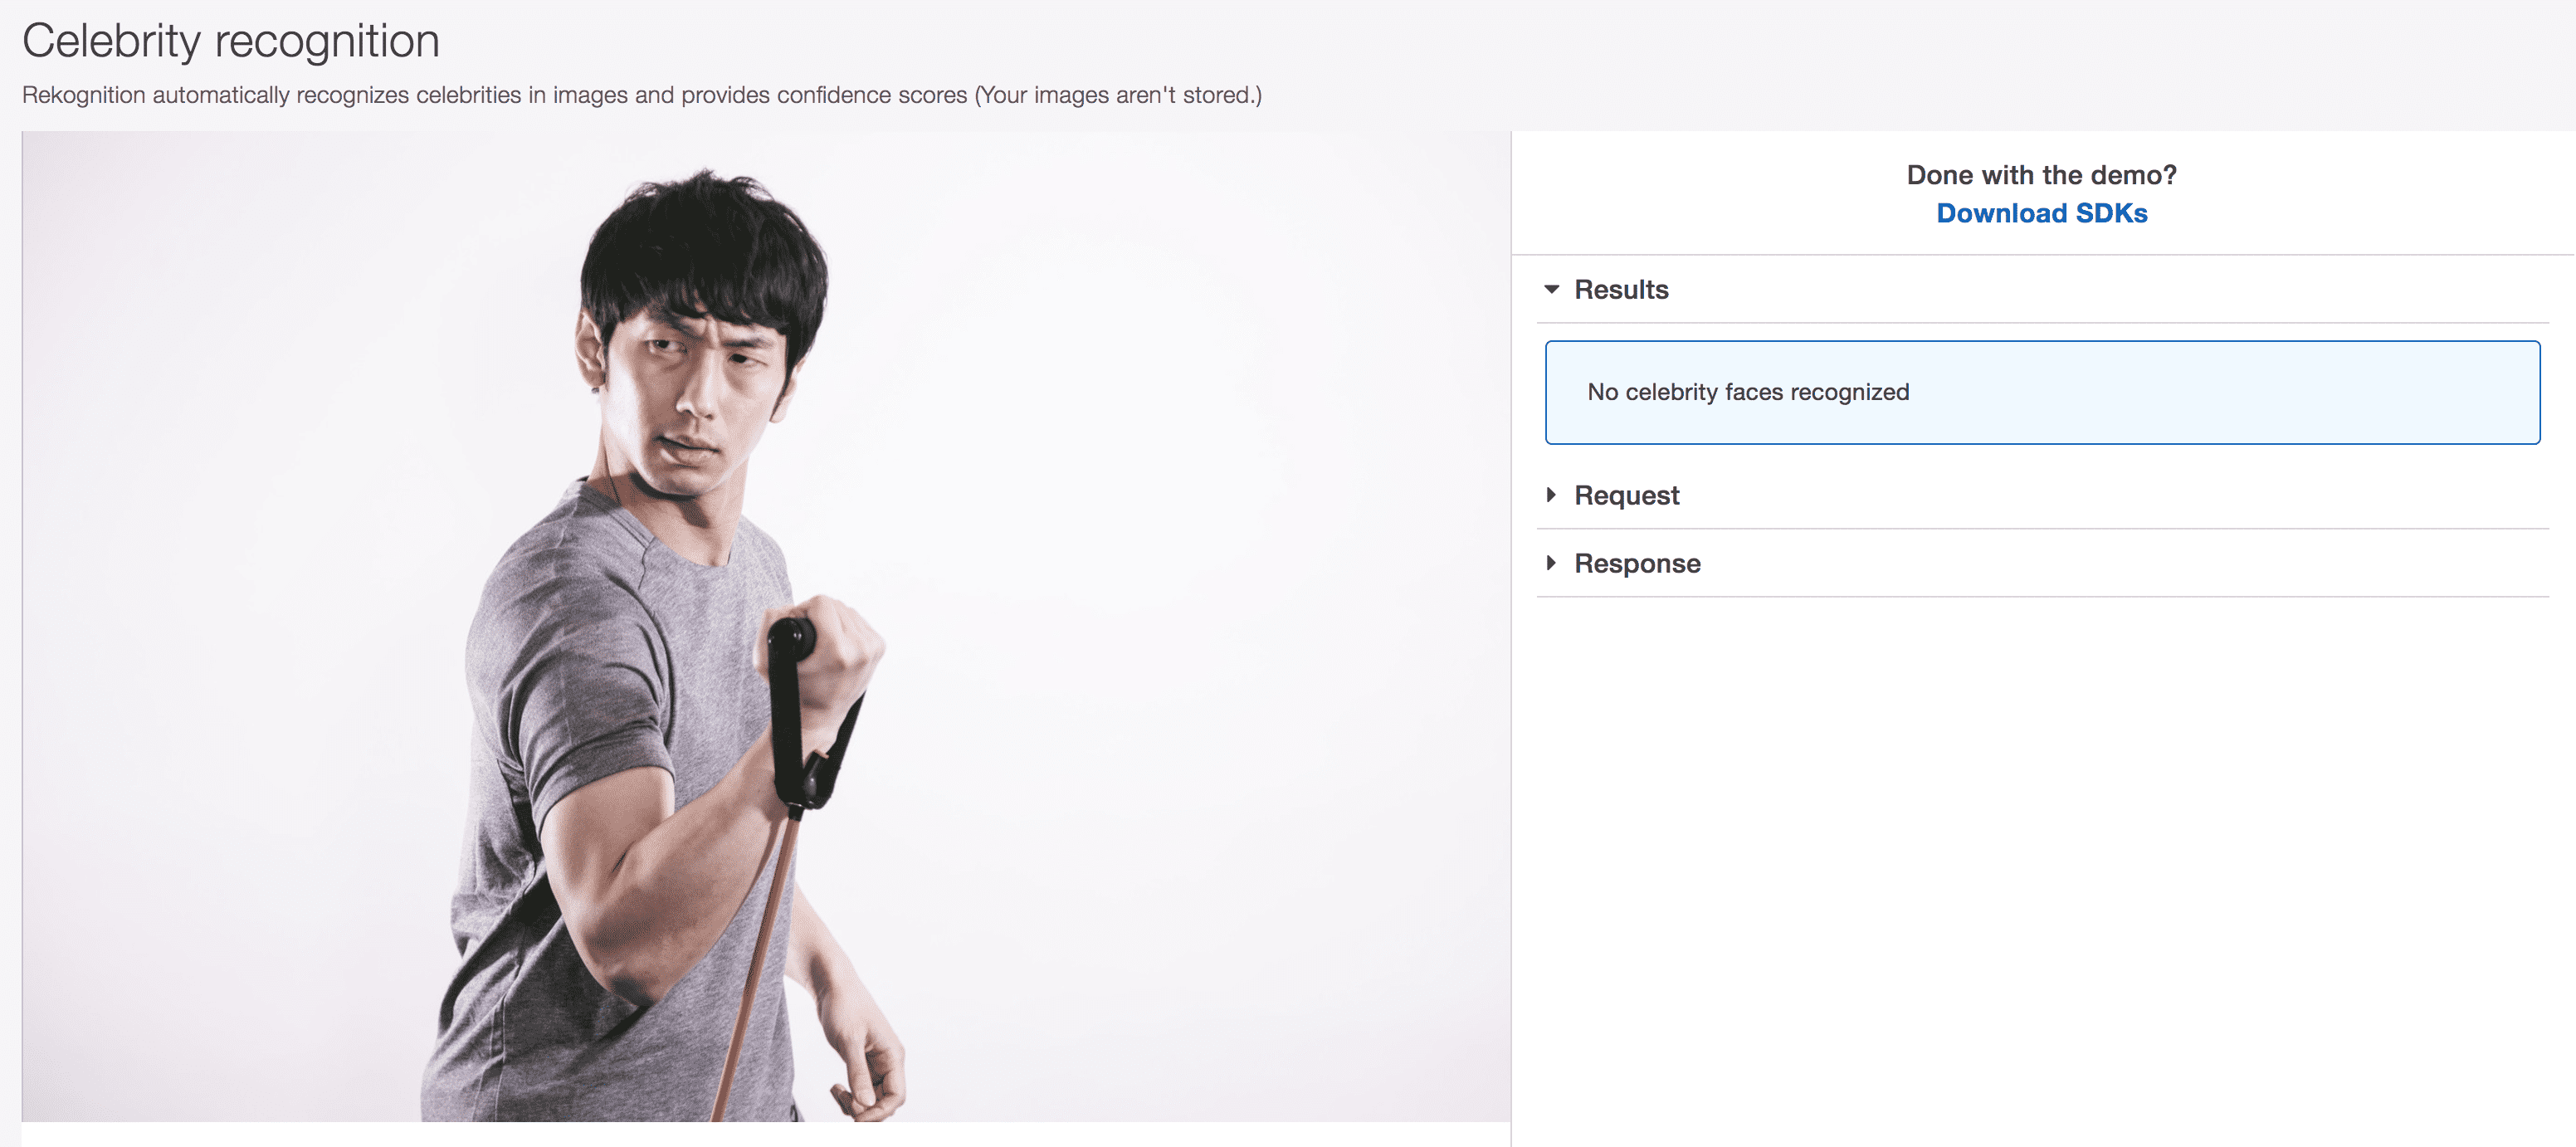 Celebrity recognition
Rekognition automatically recognizes celebrities in images and provides confidence scores (Your images aren't stored.)
Done with the demo?
Download SDKs
Results
No celebrity faces recognized
Request
Response